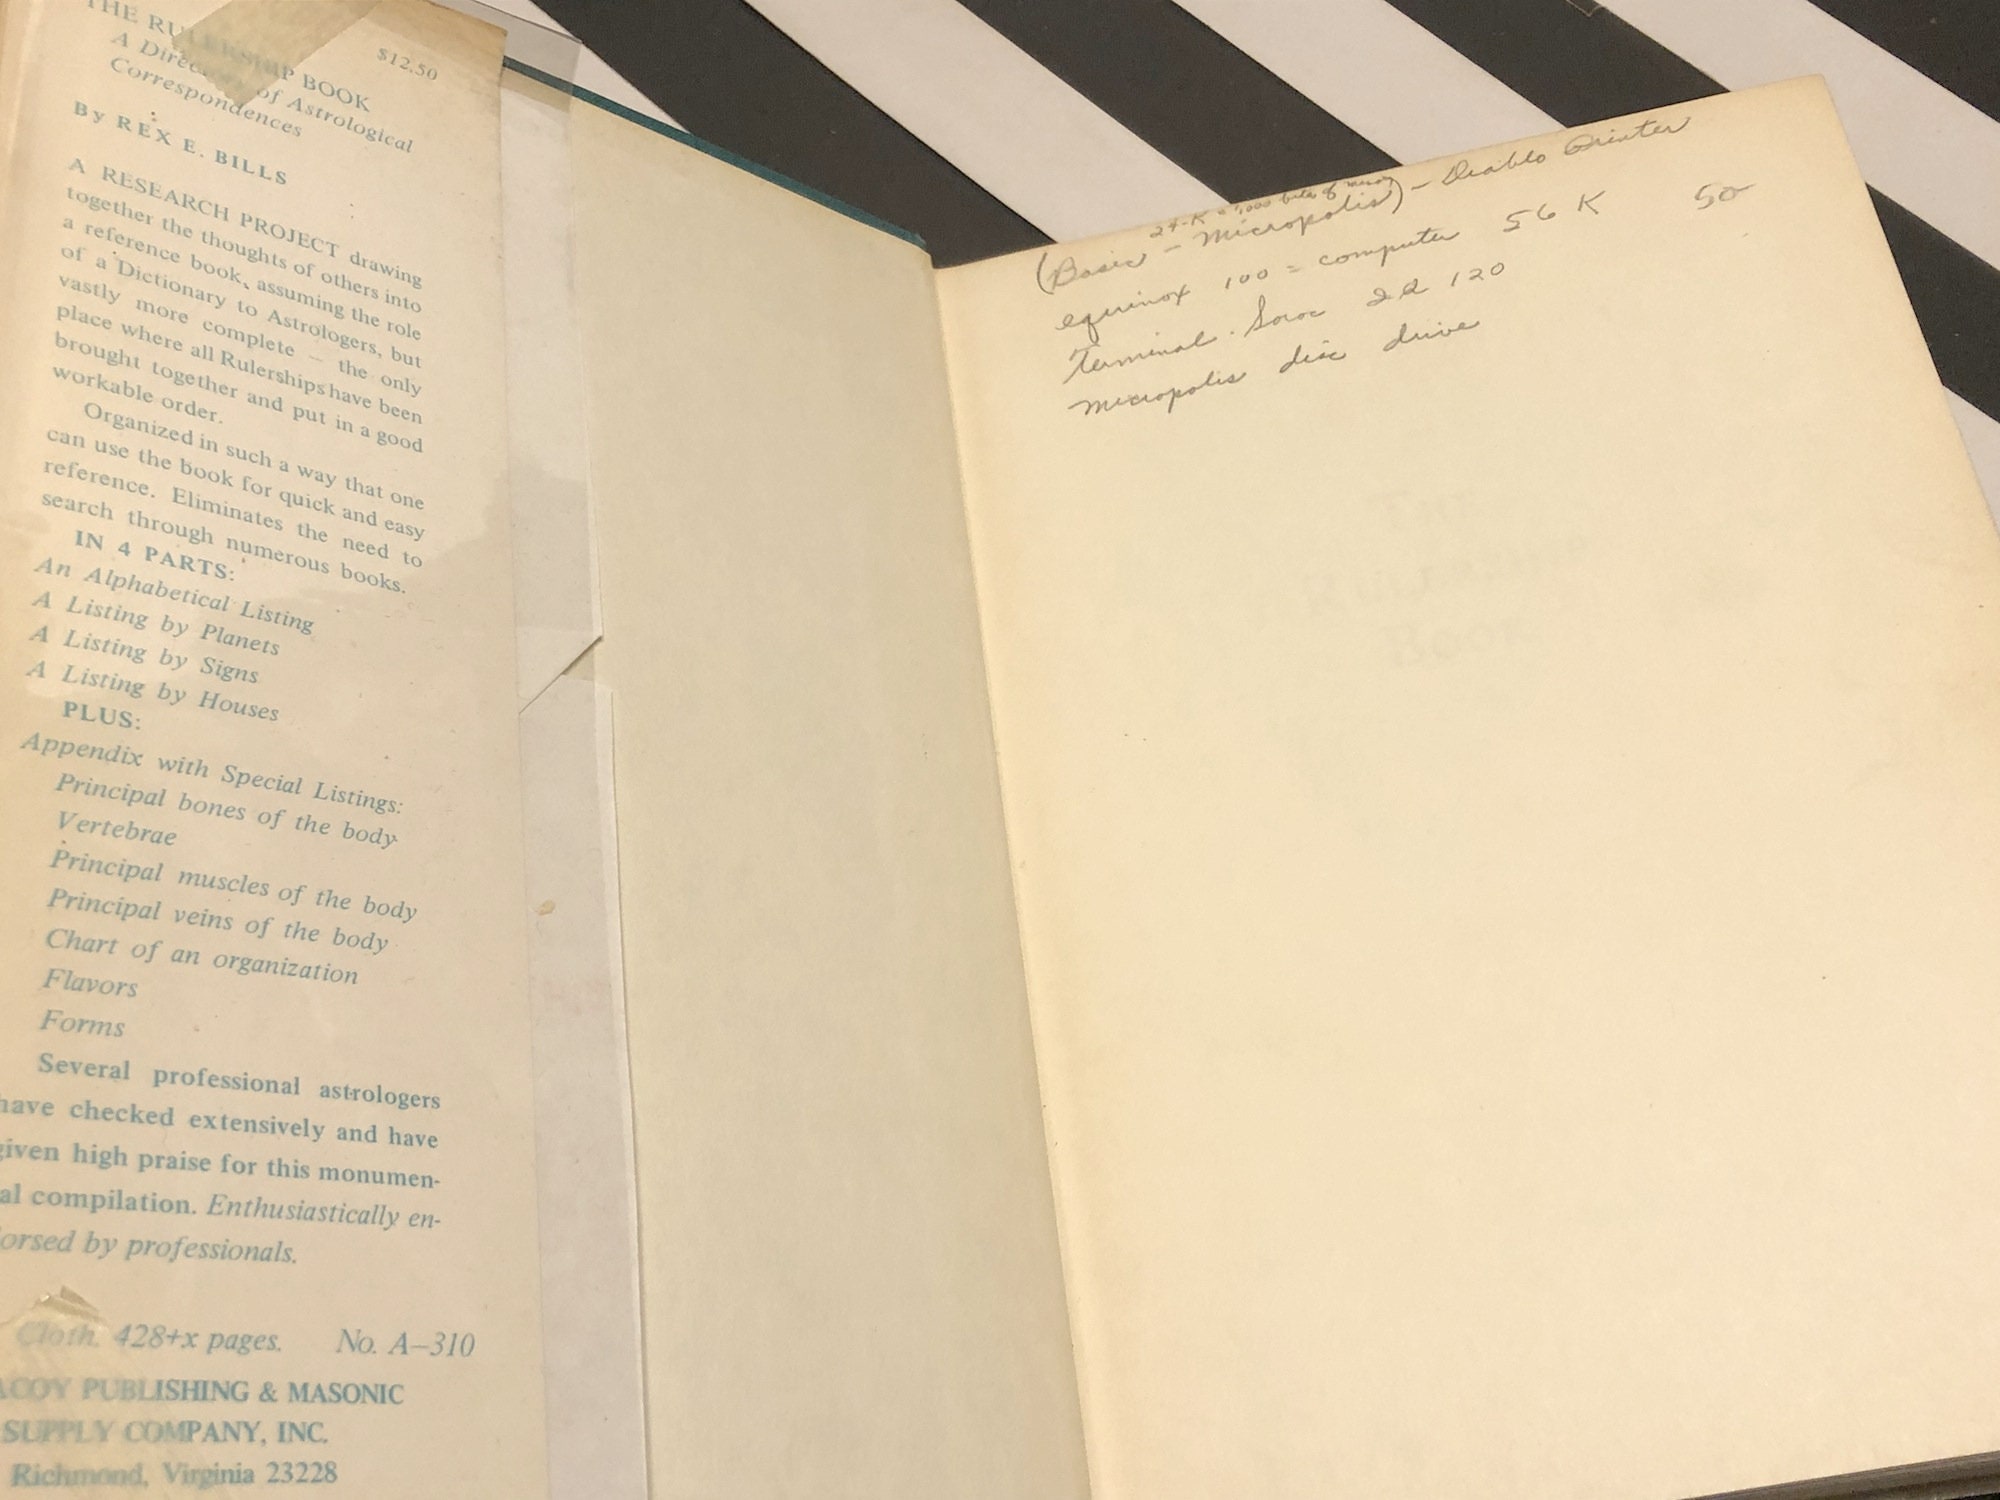 THE RULERSHIP BOOK
$12.50
A Directory of Astrological
Correspondences
By REX E. BILLS
A RESEARCH PROJECT drawing
together the thoughts of others into
a reference book, assuming the role
of a Dictionary to Astrologers, but
vastly more complete — the only
place where all Rulerships have been
brought together and put in a good
workable order.
Organized in such a way that one
can use the book for quick and easy
reference. Eliminates the need to
search through numerous books.
IN 4 PARTS:
An Alphabetical Listing
A Listing by Planets
A Listing by Signs
A Listing by Houses
PLUS:
Appendix with Special Listings:
Principal bones of the body
Vertebrae
Principal muscles of the body
Principal veins of the body
Chart of an organization
Flavors
Forms
Several professional astrologers
have checked extensively and have
given high praise for this monumen-
al compilation. Enthusiastically en-
dorsed by professionals.
Cloth. 428+x pages. No. A-310
ACOY PUBLISHING & MASONIC
SUPPLY COMPANY, INC.
Richmond, Virginia 23228
24-K = 1,000 bits of
(Basic - Micropolis) - Diablo Printer
equinox 100 = computer 56 K 50
Terminal. Soroc 120
micropolis disc drive